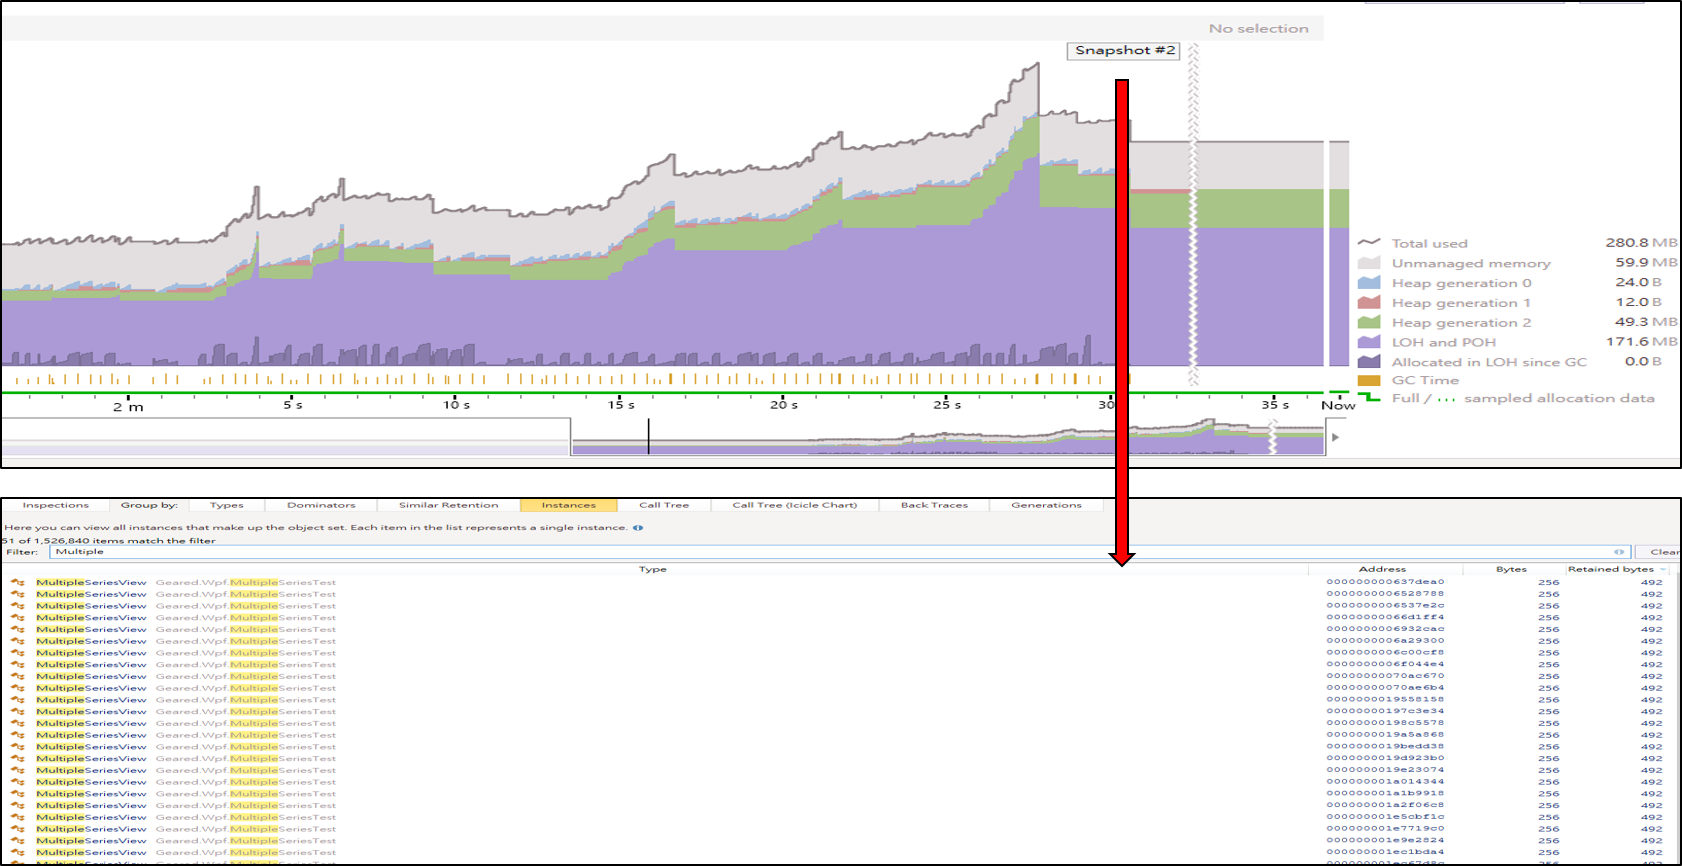 No selection
Snapshot #2
Total used 280.8 MB
Unmanaged memory 59.9 MB
Heap generation 0 24.0 B
Heap generation 1 12.0 B
Heap generation 2 49.3 MB
LOH and POH 171.6 MB
Allocated in LOH since GC 0.0 B
GC Time
Full / ... sampled allocation data
2 m 5 s 10 s 15 s 20 s 25 s 30 35 s Now
Inspections Group by: Types Dominators Similar Retention Instances Call Tree Call Tree (Icicle Chart) Back Traces Generations
Here you can view all instances that make up the object set. Each item in the list represents a single instance.
51 of 1,526,840 items match the filter
Filter: Multiple Clear
Type Address Bytes Retained bytes
MultipleSeriesView Geared.Wpf.MultipleSeriesTest 000000000637dea0 256 492
MultipleSeriesView Geared.Wpf.MultipleSeriesTest 0000000006528788 256 492
MultipleSeriesView Geared.Wpf.MultipleSeriesTest 0000000006537e2c 256 492
MultipleSeriesView Geared.Wpf.MultipleSeriesTest 00000000066d1ff4 256 492
MultipleSeriesView Geared.Wpf.MultipleSeriesTest 0000000006932cac 256 492
MultipleSeriesView Geared.Wpf.MultipleSeriesTest 0000000006a29300 256 492
MultipleSeriesView Geared.Wpf.MultipleSeriesTest 0000000006c00cf8 256 492
MultipleSeriesView Geared.Wpf.MultipleSeriesTest 0000000006f044e4 256 492
MultipleSeriesView Geared.Wpf.MultipleSeriesTest 00000000070ac670 256 492
MultipleSeriesView Geared.Wpf.MultipleSeriesTest 00000000070ae6b4 256 492
MultipleSeriesView Geared.Wpf.MultipleSeriesTest 0000000019558158 256 492
MultipleSeriesView Geared.Wpf.MultipleSeriesTest 00000000197c3e34 256 492
MultipleSeriesView Geared.Wpf.MultipleSeriesTest 00000000198c5578 256 492
MultipleSeriesView Geared.Wpf.MultipleSeriesTest 0000000019a5a868 256 492
MultipleSeriesView Geared.Wpf.MultipleSeriesTest 0000000019bedd38 256 492
MultipleSeriesView Geared.Wpf.MultipleSeriesTest 0000000019d923b0 256 492
MultipleSeriesView Geared.Wpf.MultipleSeriesTest 0000000019e23074 256 492
MultipleSeriesView Geared.Wpf.MultipleSeriesTest 000000001a014344 256 492
MultipleSeriesView Geared.Wpf.MultipleSeriesTest 000000001a1b9918 256 492
MultipleSeriesView Geared.Wpf.MultipleSeriesTest 000000001a2f06c8 256 492
MultipleSeriesView Geared.Wpf.MultipleSeriesTest 000000001e5cbf1c 256 492
MultipleSeriesView Geared.Wpf.MultipleSeriesTest 000000001e7719c0 256 492
MultipleSeriesView Geared.Wpf.MultipleSeriesTest 000000001e9e2824 256 492
MultipleSeriesView Geared.Wpf.MultipleSeriesTest 000000001ec1bda4 256 492